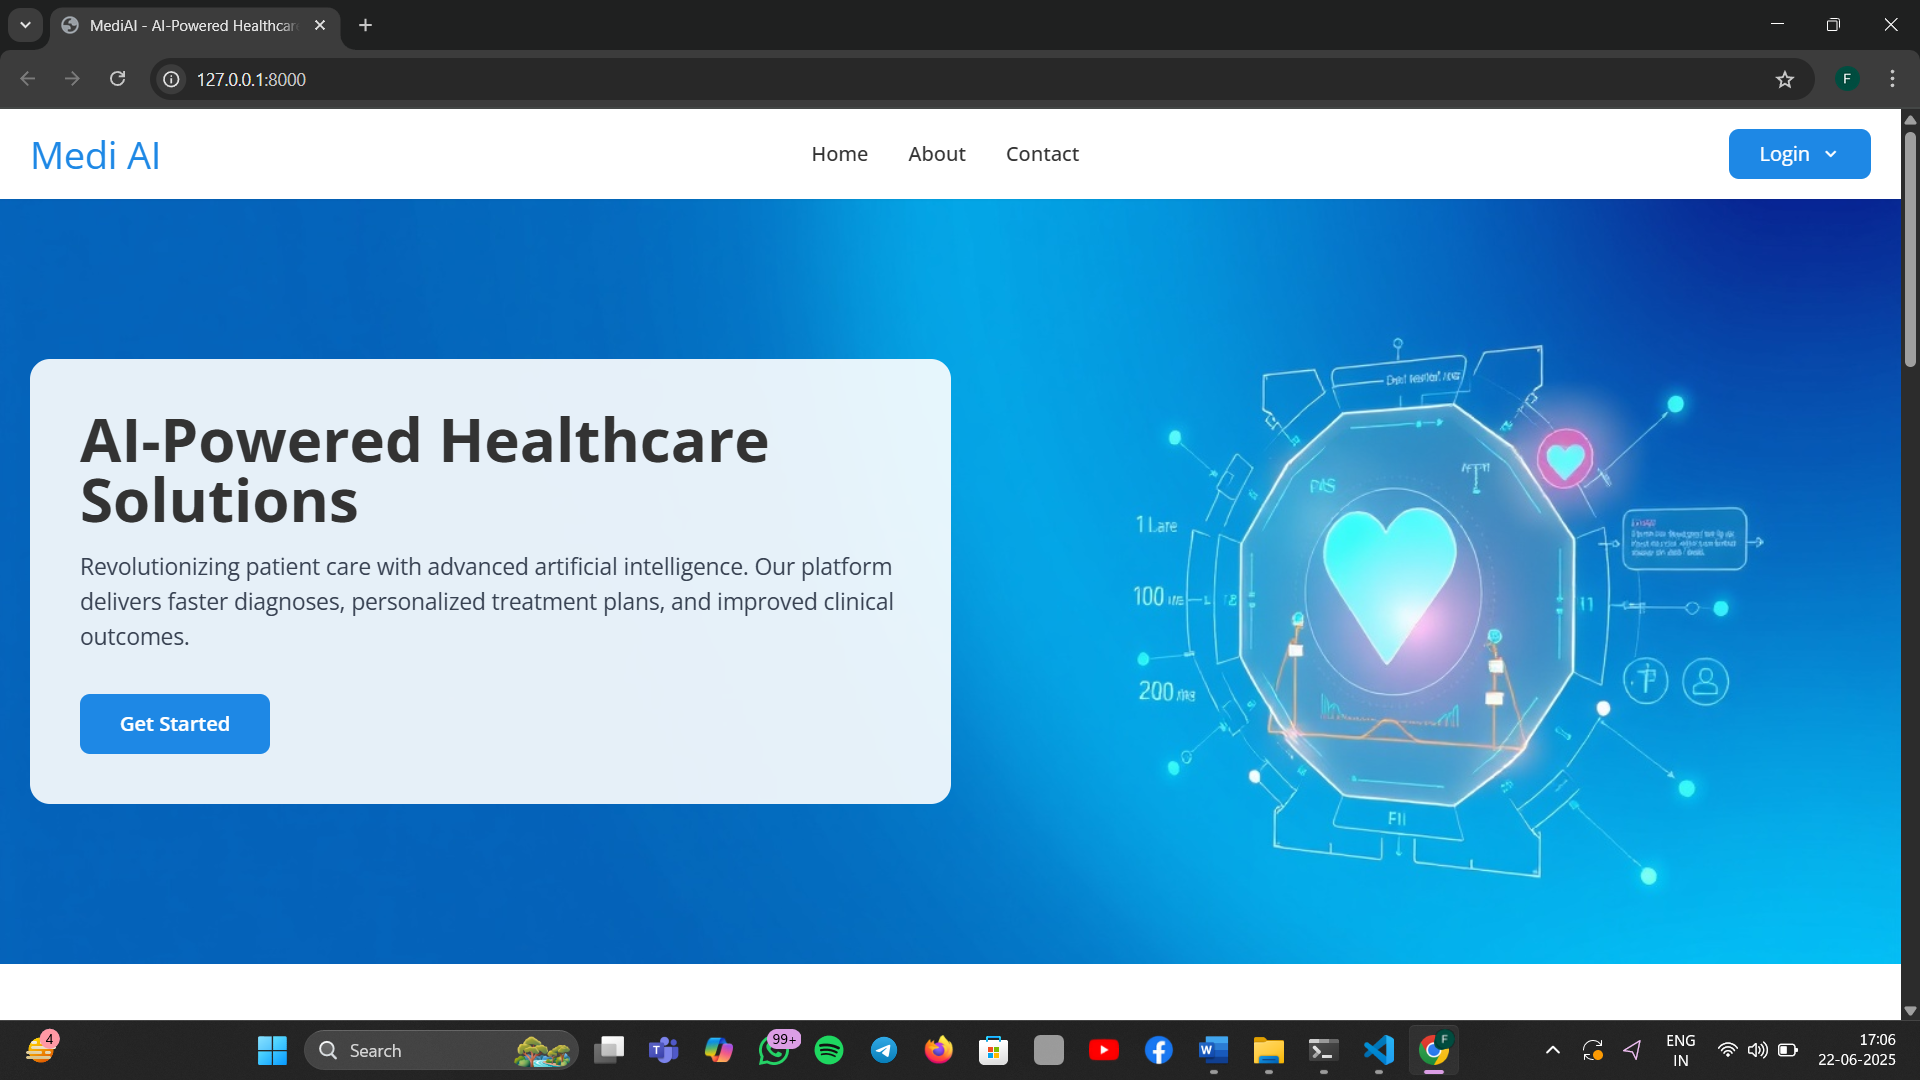 MediAI - AI-Powered Healthcar
127.0.0.1:8000
F
Medi AI
Home
About
Contact
Login
AI-Powered Healthcare
Solutions
Revolutionizing patient care with advanced artificial intelligence. Our platform
delivers faster diagnoses, personalized treatment plans, and improved clinical
outcomes.
Get Started
1
100
200
11
FII
4
Search
99+
F
ENG
IN
17:06
22-06-2025